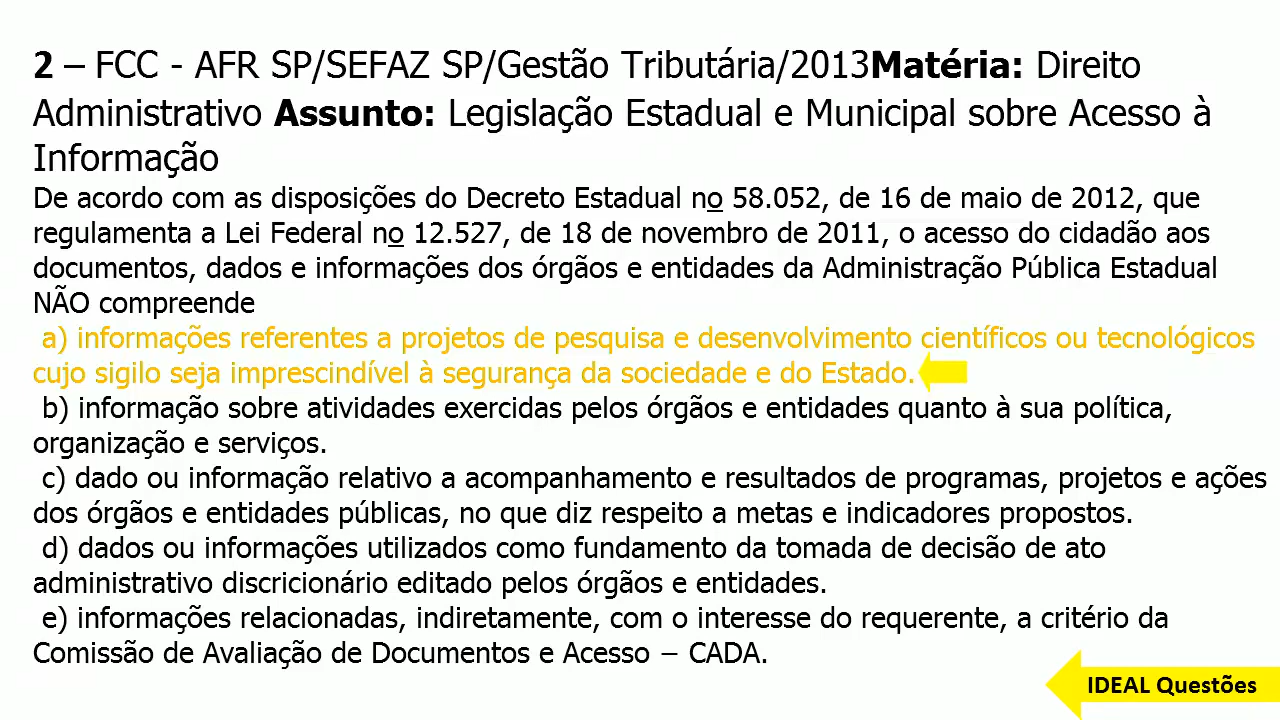 2 – FCC - AFR SP/SEFAZ SP/Gestão Tributária/2013Matéria: Direito
Administrativo Assunto: Legislação Estadual e Municipal sobre Acesso à
Informação
De acordo com as disposições do Decreto Estadual no 58.052, de 16 de maio de 2012, que
regulamenta a Lei Federal no 12.527, de 18 de novembro de 2011, o acesso do cidadão aos
documentos, dados e informações dos órgãos e entidades da Administração Pública Estadual
NÃO compreende
a) informações referentes a projetos de pesquisa e desenvolvimento científicos ou tecnológicos
cujo sigilo seja imprescindível à segurança da sociedade e do Estado.
b) informação sobre atividades exercidas pelos órgãos e entidades quanto à sua política,
organização e serviços.
c) dado ou informação relativo a acompanhamento e resultados de programas, projetos e ações
dos órgãos e entidades públicas, no que diz respeito a metas e indicadores propostos.
d) dados ou informações utilizados como fundamento da tomada de decisão de ato
administrativo discricionário editado pelos órgãos e entidades.
e) informações relacionadas, indiretamente, com o interesse do requerente, a critério da
Comissão de Avaliação de Documentos e Acesso − CADA.
IDEAL Questões